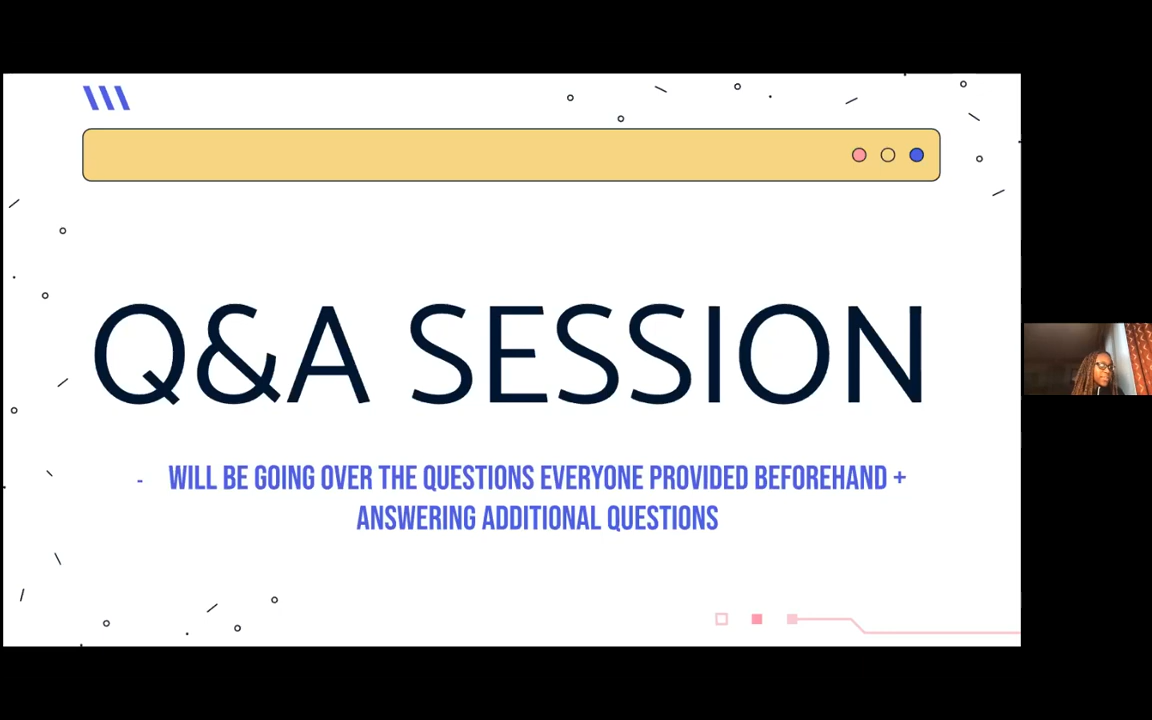 Q&A SESSION
- WILL BE GOING OVER THE QUESTIONS EVERYONE PROVIDED BEFOREHAND +
ANSWERING ADDITIONAL QUESTIONS